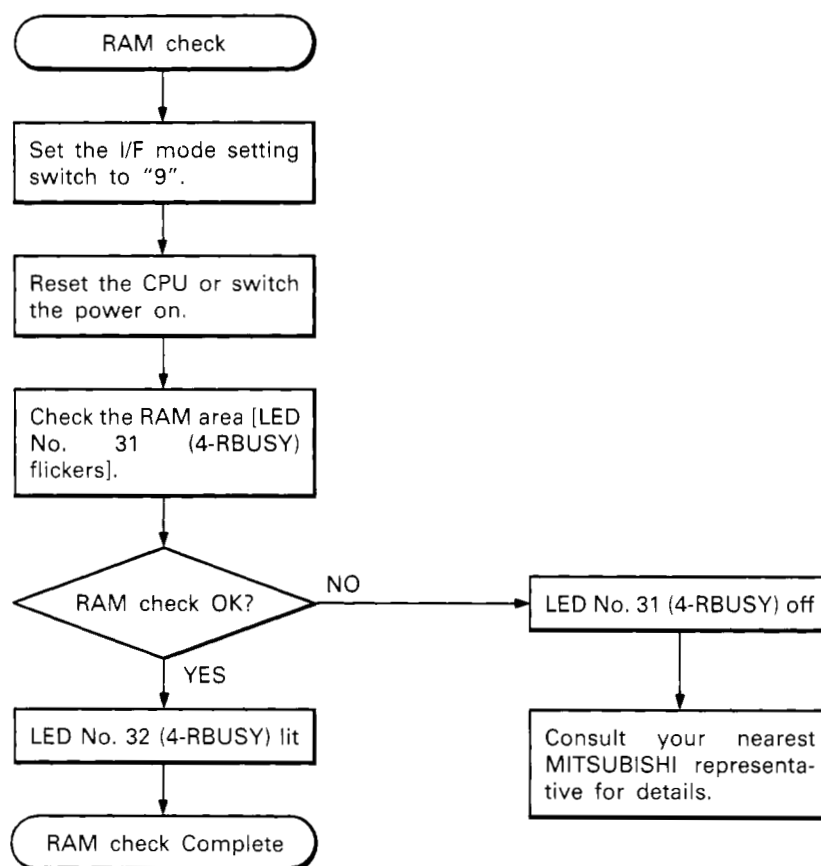 RAM check
Set the I/F mode setting
switch to "9".
Reset the CPU or switch
the power on.
Check the RAM area [LED
No. 31 (4-RBUSY)
flickers].
RAM check OK?
NO
LED No. 31 (4-RBUSY) off
YES
LED No. 32 (4-RBUSY) lit
Consult your nearest
MITSUBISHI representa-
tive for details.
RAM check Complete